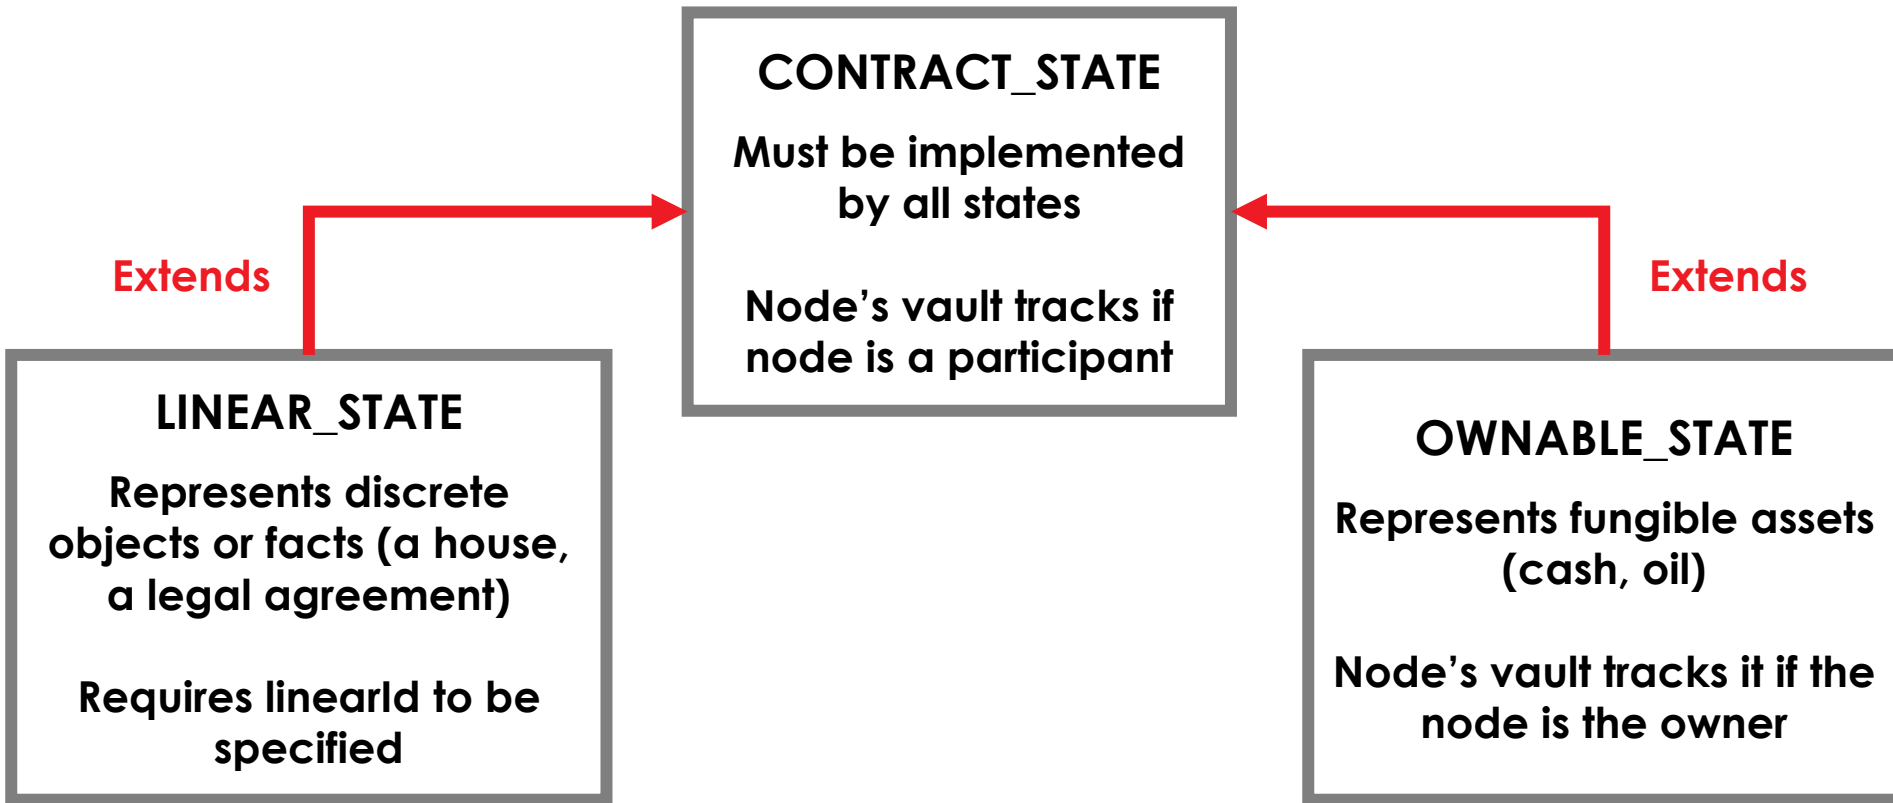 CONTRACT_STATE
Must be implemented
by all states
Node’s vault tracks if
node is a participant
Extends
Extends
LINEAR_STATE
Represents discrete
objects or facts (a house,
a legal agreement)
Requires linearId to be
specified
OWNABLE_STATE
Represents fungible assets
(cash, oil)
Node’s vault tracks it if the
node is the owner